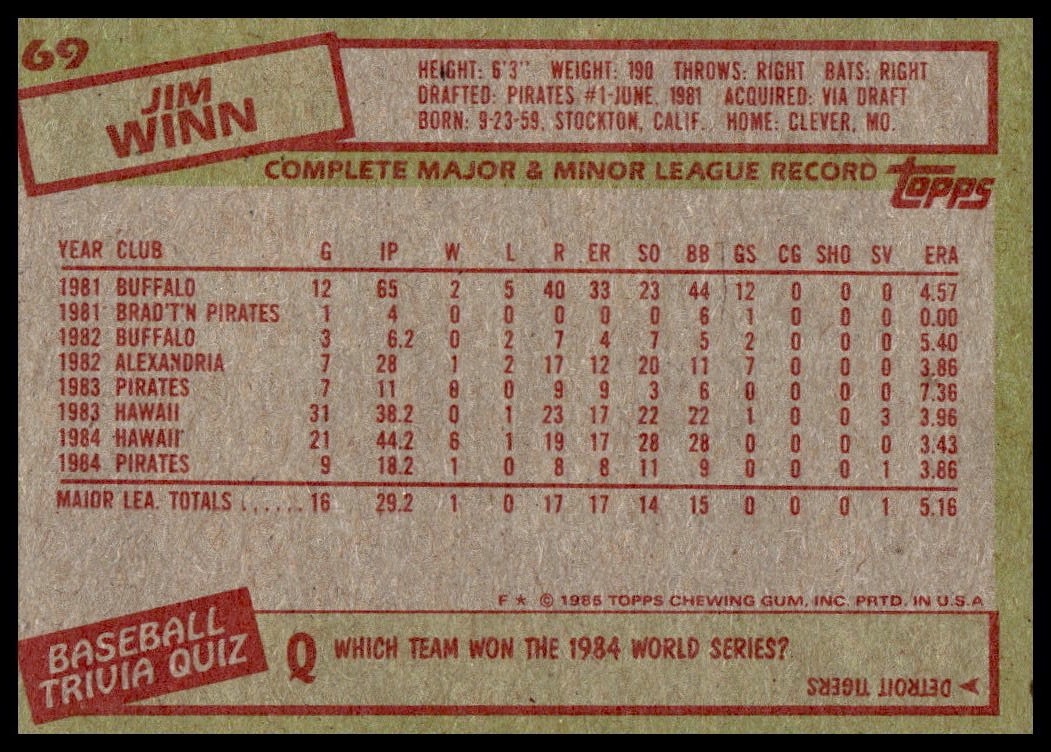 69
JIM
WINN
HEIGHT: 6'3" WEIGHT: 190 THROWS: RIGHT BATS: RIGHT
DRAFTED: PIRATES #1-JUNE, 1981 ACQUIRED: VIA DRAFT
BORN: 9-23-59, STOCKTON, CALIF. HOME: CLEVER, MO.
COMPLETE MAJOR & MINOR LEAGUE RECORD
topps
YEAR CLUB G IP W L R ER SO BB GS CG SHO SV ERA
1981 BUFFALO 12 65 2 5 40 33 23 44 12 0 0 0 4.57
1981 BRAD'T'N PIRATES 1 4 0 0 0 0 0 6 1 0 0 0 0.00
1982 BUFFALO 3 6.2 0 2 7 4 7 5 2 0 0 0 5.40
1982 ALEXANDRIA 7 28 1 2 17 12 20 11 7 0 0 0 3.86
1983 PIRATES 7 11 0 0 9 9 3 6 0 0 0 0 7.36
1983 HAWAII 31 38.2 0 1 23 17 22 22 1 0 0 3 3.96
1984 HAWAII 21 44.2 6 1 19 17 28 28 0 0 0 0 3.43
1984 PIRATES 9 18.2 1 0 8 8 11 9 0 0 0 1 3.86
MAJOR LEA. TOTALS ...... 16 29.2 1 0 17 17 14 15 0 0 0 1 5.16
F ★ © 1985 TOPPS CHEWING GUM, INC. PRTD. IN U.S.A
BASEBALL
TRIVIA QUIZ
Q WHICH TEAM WON THE 1984 WORLD SERIES?
DETROIT TIGERS